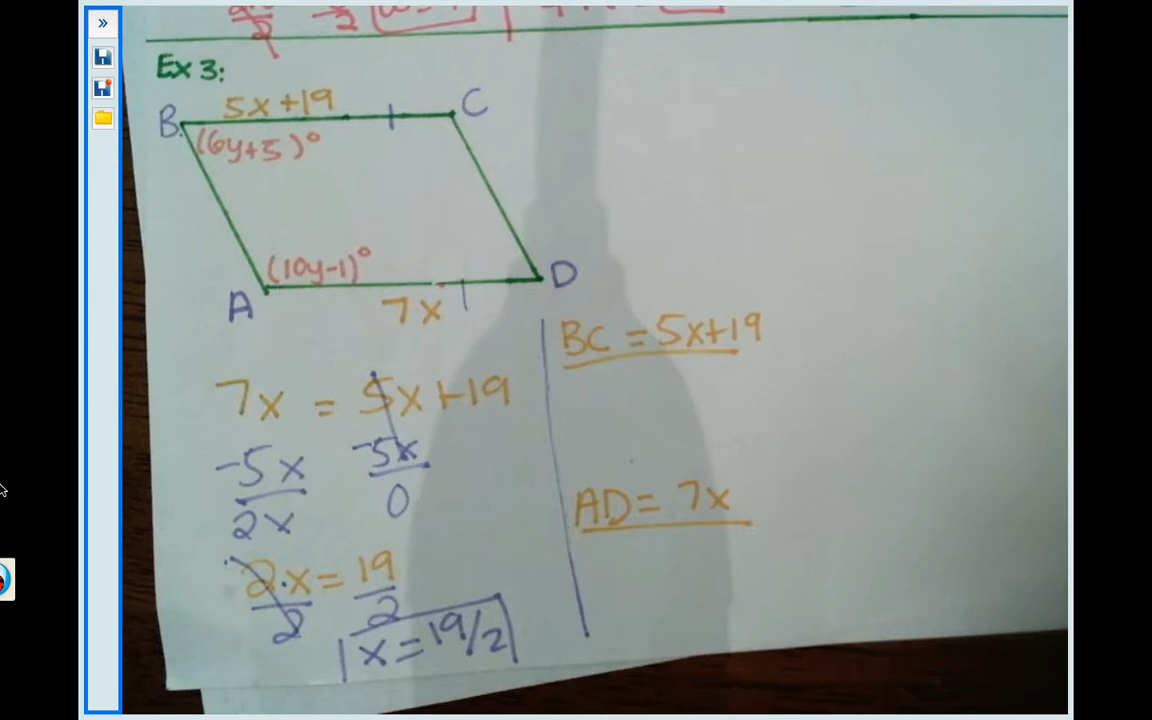 Ex 3:
B 5x+19 C
(6y+5)°
(10y-1)°
A 7x D
7x = 5x+19
-5x -5x
2x 0
2·x = 19
2 2
x = 19/2
BC = 5x+19
AD = 7x